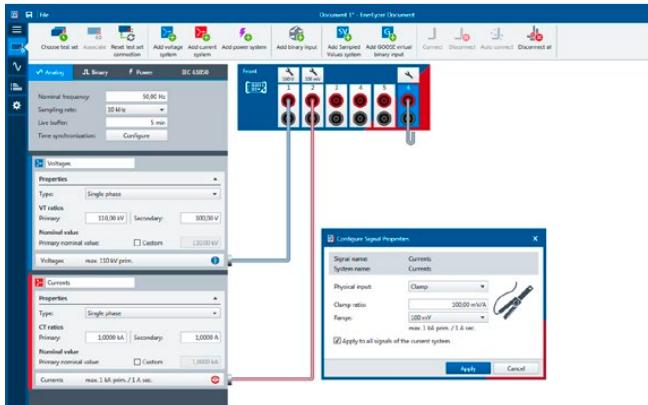 File
Document 1* - EnerLyzer Document
Choose test set
Associate
Reset test set connection
Add voltage system
Add current system
Add power system
Add binary input
Add Sampled Values system
Add GOOSE virtual binary input
Connect
Disconnect
Auto connect
Disconnect all
Analog
Binary
Power
IEC 61850
Nominal frequency:
50,00 Hz
Sampling rate:
10 kHz
Live buffer:
5 min
Time synchronization:
Configure
Front
100 V
100 mV
1 2 3 4 5 6
Voltages
Properties
Type:
Single phase
VT ratios
Primary:
110,00 kV
Secondary:
100,00 V
Nominal value
Primary nominal value:
Custom
110,00 kV
Voltages
max. 110 kV prim.
Currents
Properties
Type:
Single phase
CT ratios
Primary:
1,0000 kA
Secondary:
1,0000 A
Nominal value
Primary nominal value:
Custom
1,0000 kA
Currents
max. 1 kA prim. / 1 A sec.
Configure Signal Properties
Signal name:
Currents
System name:
Currents
Physical input:
Clamp
Clamp ratio:
100,00 mV/A
Range:
100 mV
max. 1 kA prim. / 1 A sec.
Apply to all signals of the current system
Apply
Cancel